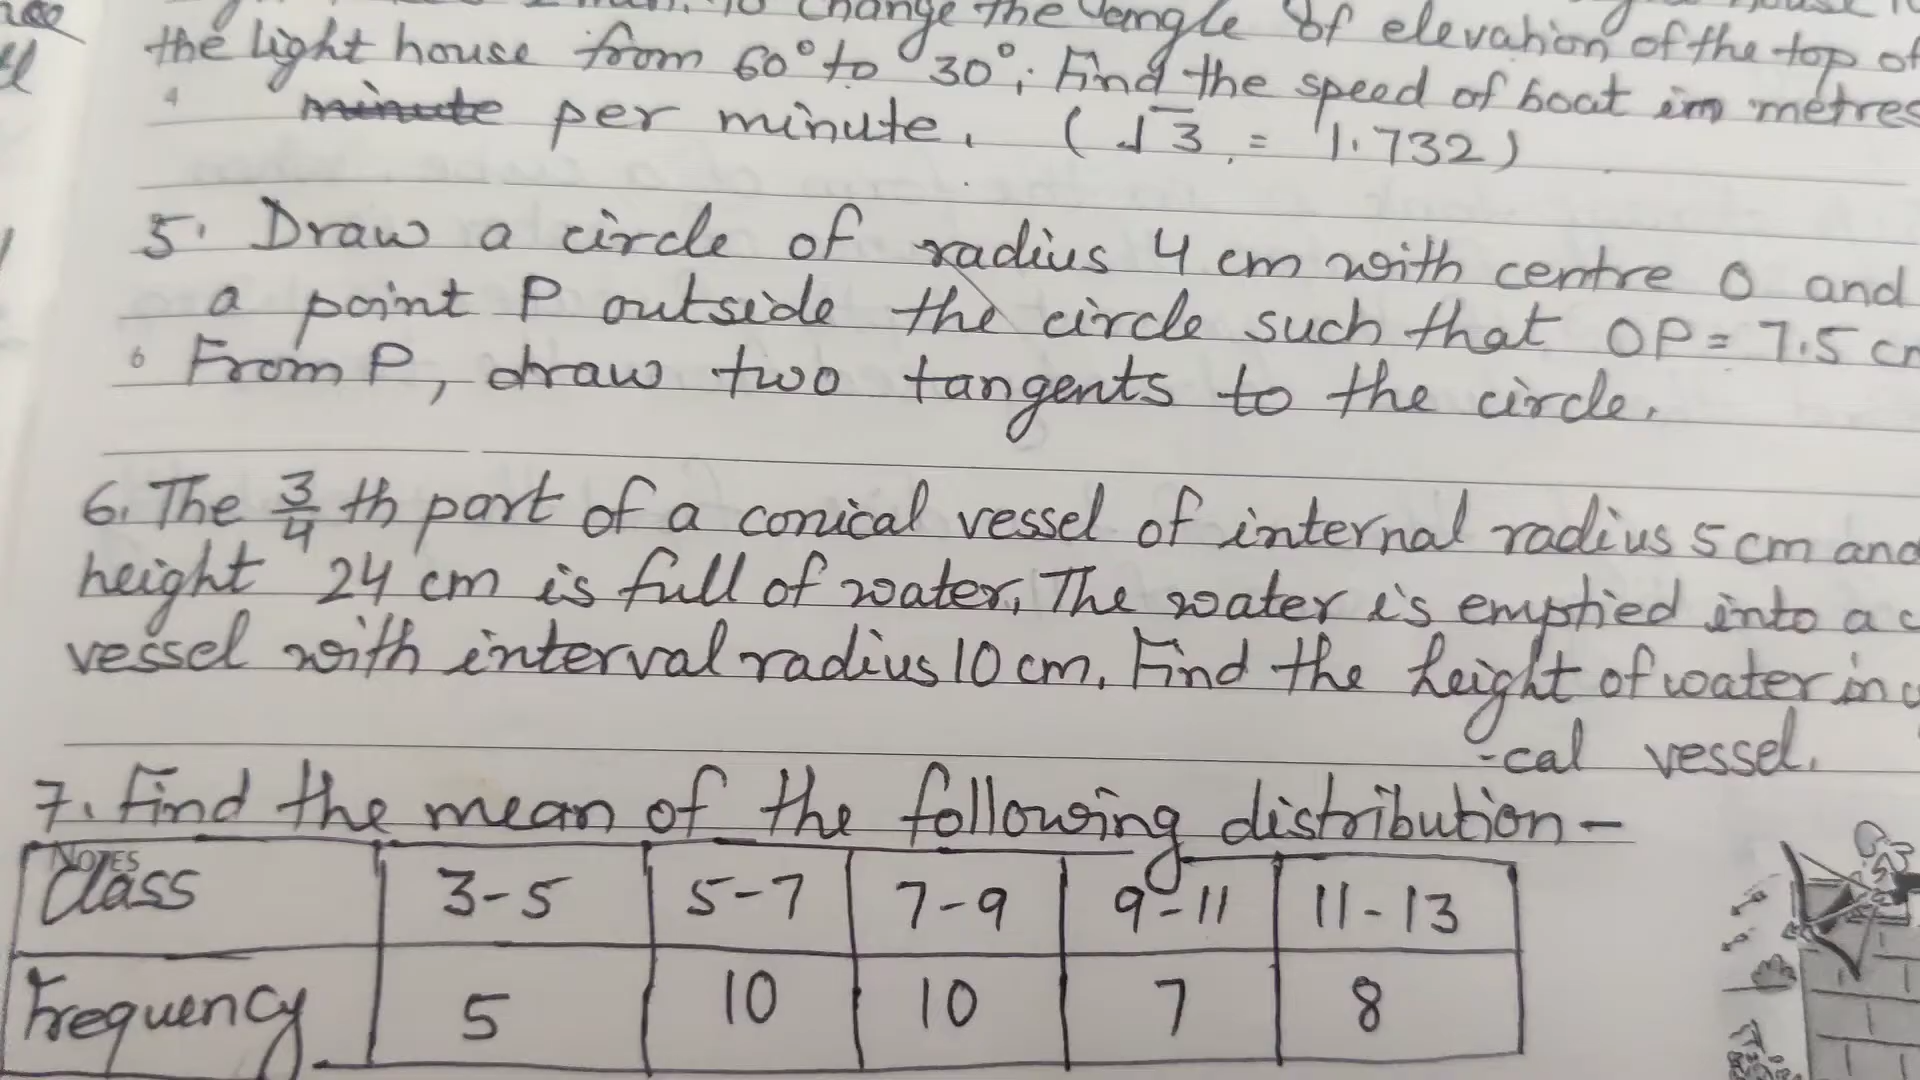 change the angle of elevation of the top of
the light house from 60° to 30°. Find the speed of boat in metres
minute per minute. (√3 = 1.732)
5. Draw a circle of radius 4 cm with centre O and
a point P outside the circle such that OP = 7.5 cm
From P, draw two tangents to the circle.
6. The 3/4 th part of a conical vessel of internal radius 5 cm and
height 24 cm is full of water. The water is emptied into a c
vessel with interval radius 10 cm. Find the height of water in c
-cal vessel.
7. Find the mean of the following distribution -
NOTES
Class 3-5 5-7 7-9 9-11 11-13
Frequency 5 10 10 7 8